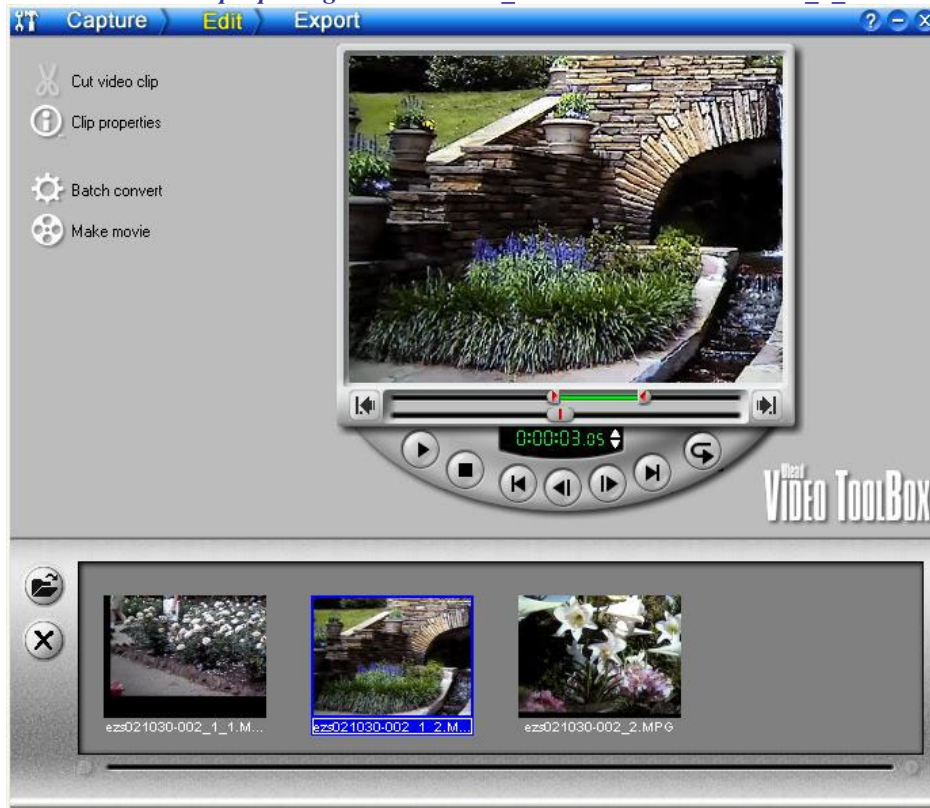 Capture Edit Export
Cut video clip
Clip properties
Batch convert
Make movie
0:00:03.05
Ulead
VIDEO TOOLBOX
ezs021030-002_1_1.M...
ezs021030-002_1_2.M...
ezs021030-002_2.MPG